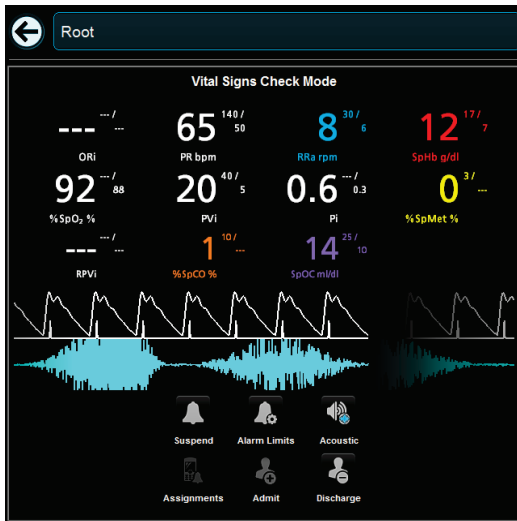 Root
Vital Signs Check Mode
--- ---/ --- 65 140/ 50 8 30/ 6 12 17/ 7
ORi PR bpm RRa rpm SpHb g/dl
92 ---/ 88 20 40/ 5 0.6 ---/ 0.3 0 3/ ---
%SpO₂ % PVi Pi %SpMet %
--- ---/ --- 1 10/ --- 14 25/ 10
RPVi %SpCO % SpOC ml/dl
Suspend Alarm Limits Acoustic
Assignments Admit Discharge